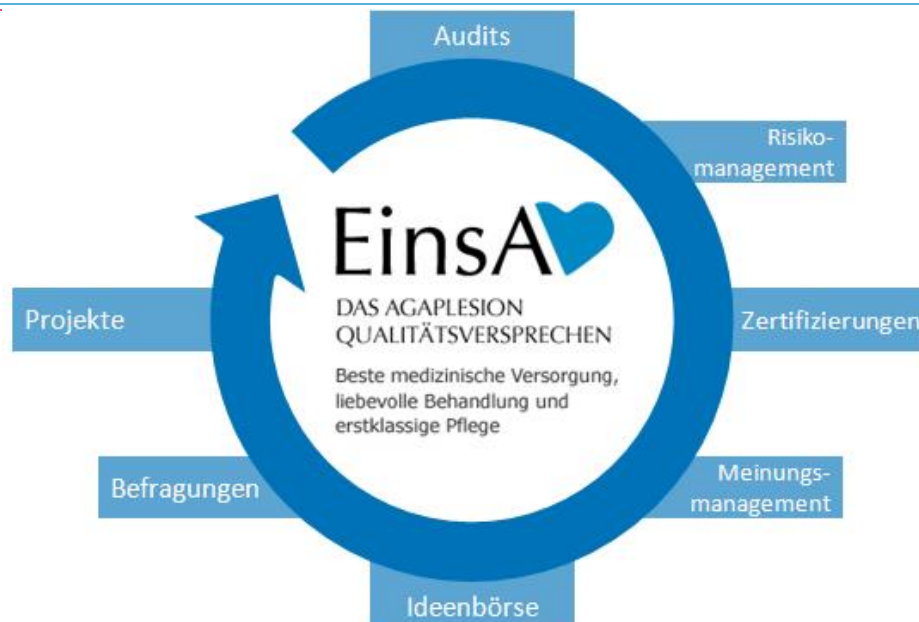 Audits
Risiko-
management
EinsA
DAS AGAPLESION
QUALITÄTSVERSPRECHEN
Beste medizinische Versorgung,
liebevolle Behandlung und
erstklassige Pflege
Projekte
Zertifizierungen
Befragungen
Meinungs-
management
Ideenbörse